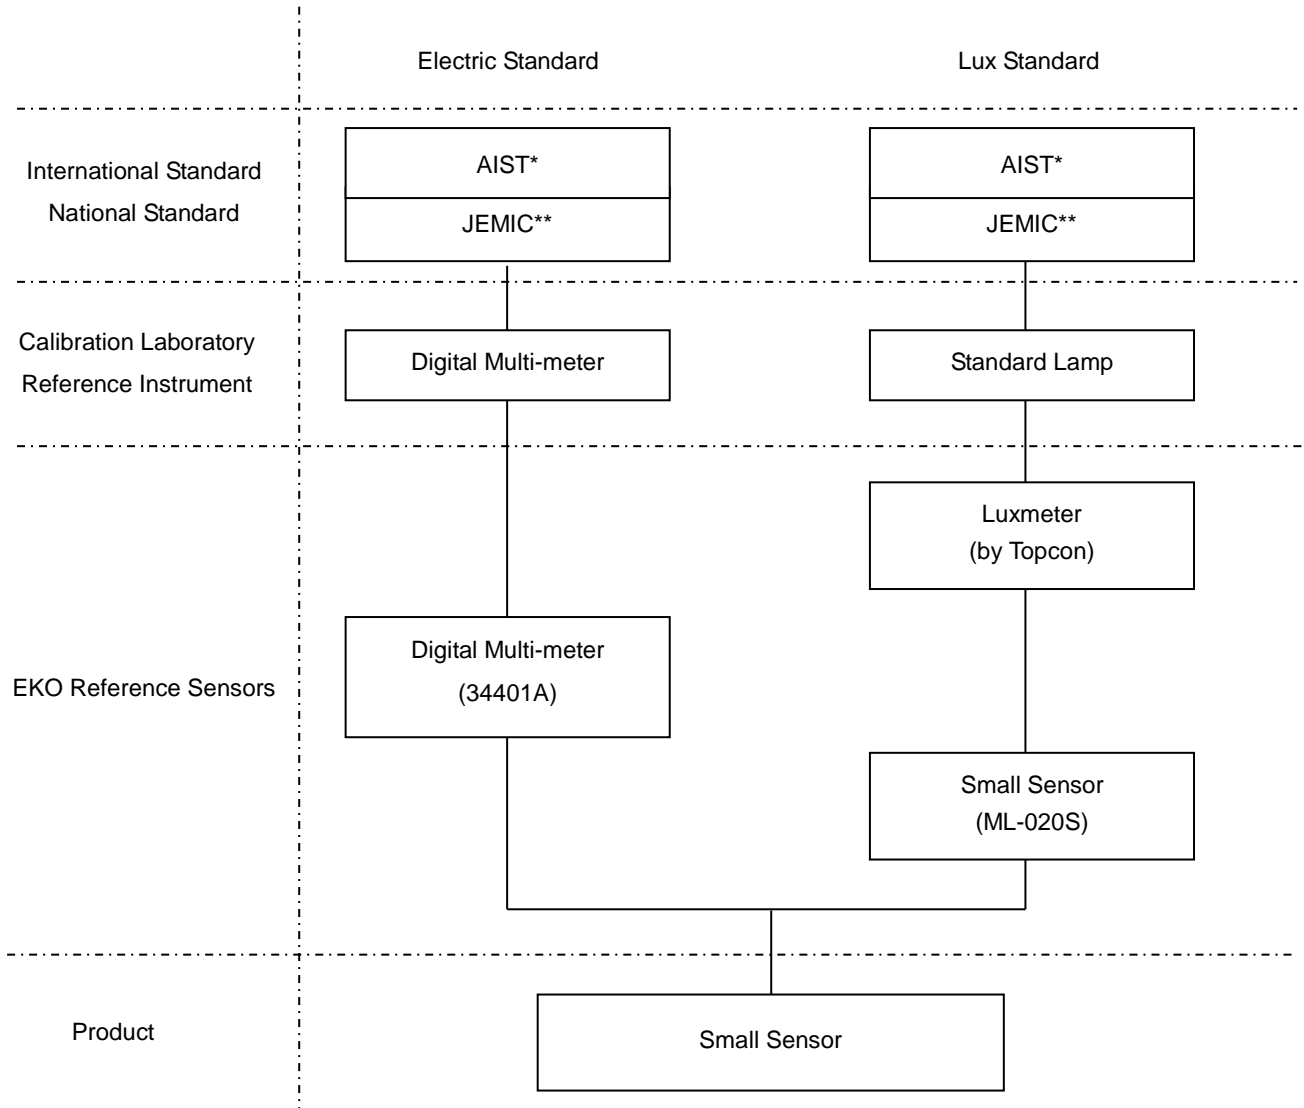 Electric Standard
Lux Standard
International Standard
National Standard
AIST*
JEMIC**
AIST*
JEMIC**
Calibration Laboratory
Reference Instrument
Digital Multi-meter
Standard Lamp
Luxmeter
(by Topcon)
EKO Reference Sensors
Digital Multi-meter
(34401A)
Small Sensor
(ML-020S)
Product
Small Sensor